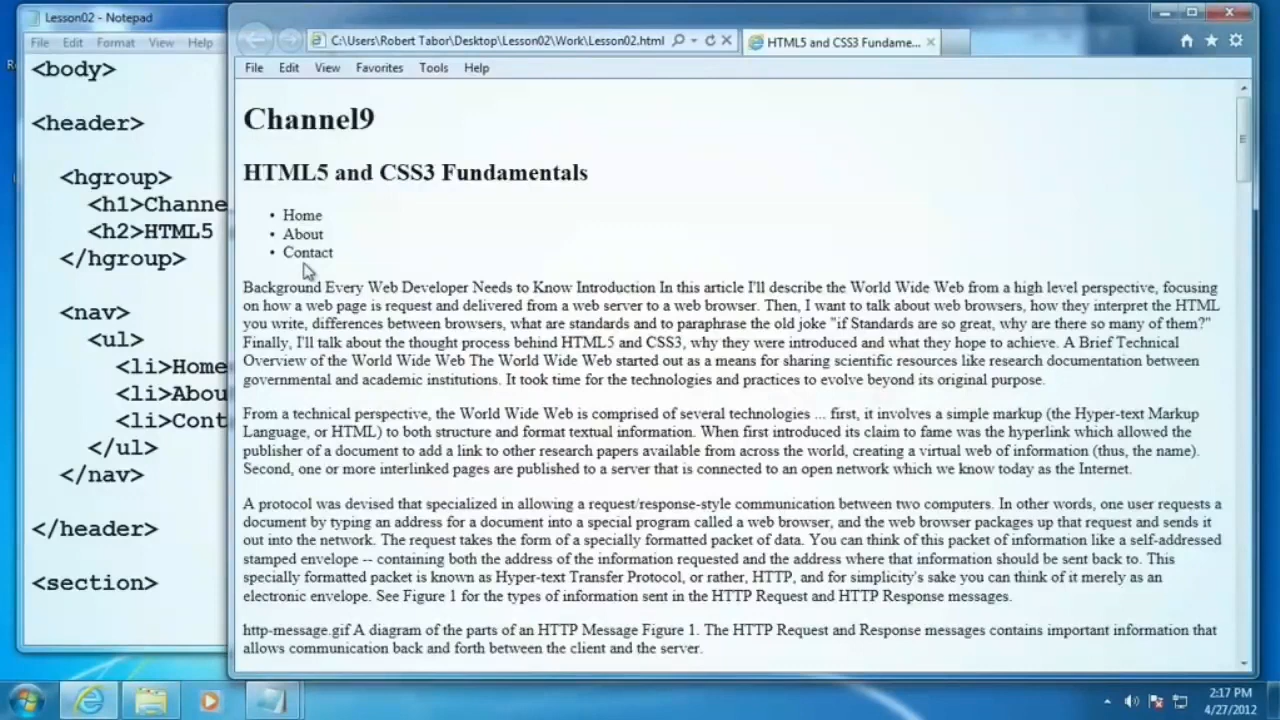 Lesson02 - Notepad
File Edit Format View Help
<body>
<header>
<hgroup>
<h1>Channe
<h2>HTML5
</hgroup>
<nav>
<ul>
<li>Home
<li>Abou
<li>Cont
</ul>
</nav>
</header>
<section>
C:\Users\Robert Tabor\Desktop\Lesson02\Work\Lesson02.html
HTML5 and CSS3 Fundame...
File Edit View Favorites Tools Help
Channel9
HTML5 and CSS3 Fundamentals
• Home
• About
• Contact
Background Every Web Developer Needs to Know Introduction In this article I'll describe the World Wide Web from a high level perspective, focusing
on how a web page is request and delivered from a web server to a web browser. Then, I want to talk about web browsers, how they interpret the HTML
you write, differences between browsers, what are standards and to paraphrase the old joke "if Standards are so great, why are there so many of them?"
Finally, I'll talk about the thought process behind HTML5 and CSS3, why they were introduced and what they hope to achieve. A Brief Technical
Overview of the World Wide Web The World Wide Web started out as a means for sharing scientific resources like research documentation between
governmental and academic institutions. It took time for the technologies and practices to evolve beyond its original purpose.
From a technical perspective, the World Wide Web is comprised of several technologies ... first, it involves a simple markup (the Hyper-text Markup
Language, or HTML) to both structure and format textual information. When first introduced its claim to fame was the hyperlink which allowed the
publisher of a document to add a link to other research papers available from across the world, creating a virtual web of information (thus, the name).
Second, one or more interlinked pages are published to a server that is connected to an open network which we know today as the Internet.
A protocol was devised that specialized in allowing a request/response-style communication between two computers. In other words, one user requests a
document by typing an address for a document into a special program called a web browser, and the web browser packages up that request and sends it
out into the network. The request takes the form of a specially formatted packet of data. You can think of this packet of information like a self-addressed
stamped envelope -- containing both the address of the information requested and the address where that information should be sent back to. This
specially formatted packet is known as Hyper-text Transfer Protocol, or rather, HTTP, and for simplicity's sake you can think of it merely as an
electronic envelope. See Figure 1 for the types of information sent in the HTTP Request and HTTP Response messages.
http-message.gif A diagram of the parts of an HTTP Message Figure 1. The HTTP Request and Response messages contains important information that
allows communication back and forth between the client and the server.
2:17 PM
4/27/2012